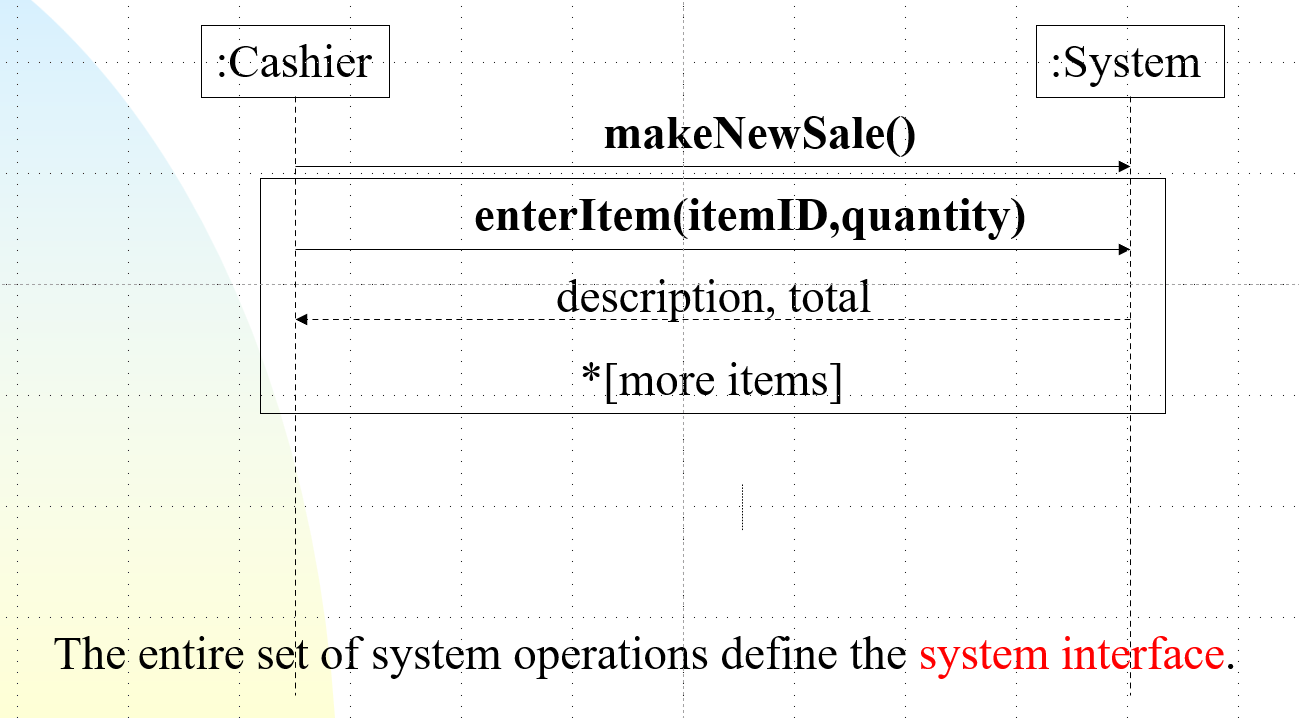 :Cashier
:System
makeNewSale()
enterItem(itemID,quantity)
description, total
*[more items]
The entire set of system operations define the system interface.